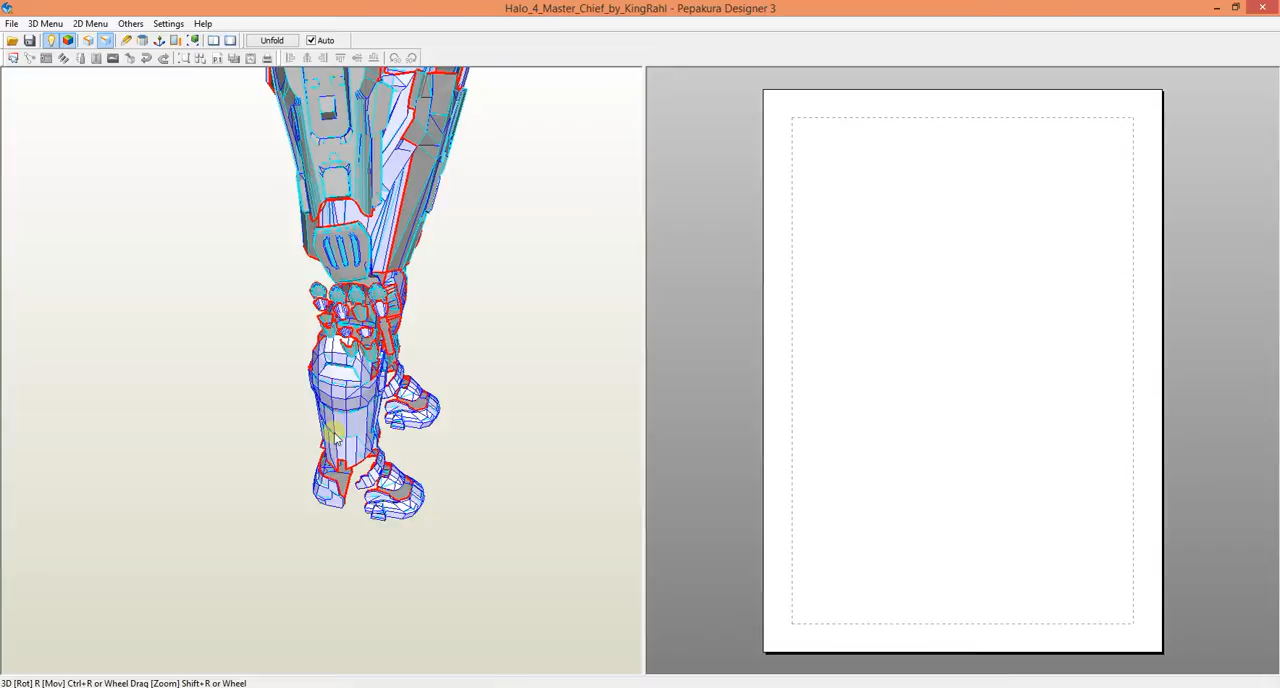 Halo_4_Master_Chief_by_KingRahl - Pepakura Designer 3
File 3D Menu 2D Menu Others Settings Help
Unfold Auto
3D [Rot] R [Mov] Ctrl+R or Wheel Drag [Zoom] Shift+R or Wheel